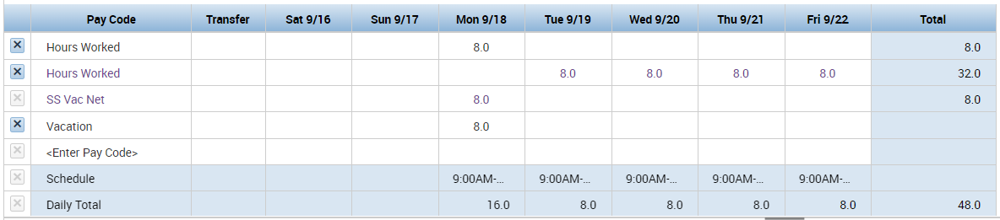 Pay Code Transfer Sat 9/16 Sun 9/17 Mon 9/18 Tue 9/19 Wed 9/20 Thu 9/21 Fri 9/22 Total
Hours Worked 8.0 8.0
Hours Worked 8.0 8.0 8.0 8.0 32.0
SS Vac Net 8.0 8.0
Vacation 8.0
<Enter Pay Code>
Schedule 9:00AM-... 9:00AM-... 9:00AM-... 9:00AM-... 9:00AM-...
Daily Total 16.0 8.0 8.0 8.0 8.0 48.0